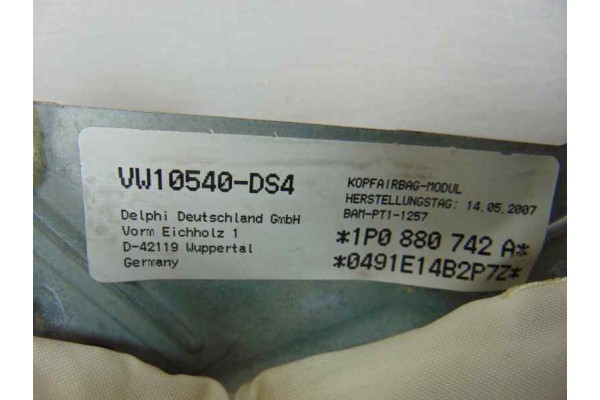 VW10540-DS4
Delphi Deutschland GmbH
Vorm Eichholz 1
D-42119 Wuppertal
Germany
KOPFAIRBAG-MODUL
HERSTELLUNGSTAG: 14.05.2007
BAM-PT1-1257
*1P0 880 742 A*
*0491E14B2P7Z*